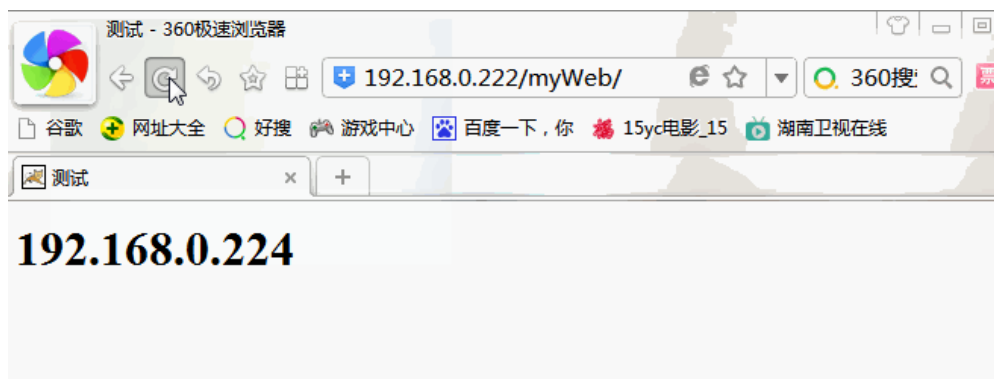 测试 - 360极速浏览器
192.168.0.222/myWeb/ 360搜 票
谷歌 网址大全 好搜 游戏中心 百度一下，你 15yc电影_15 湖南卫视在线
测试
192.168.0.224